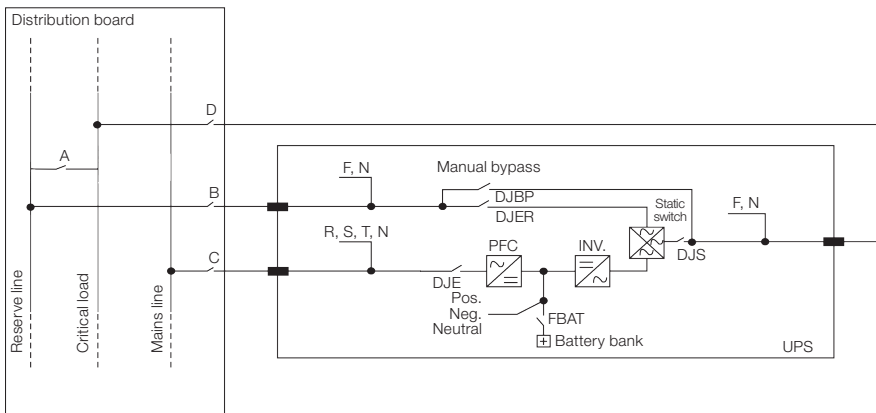 Distribution board
D
A
B
C
Reserve line
Critical load
Mains line
F, N
Manual bypass
DJBP
DJER
Static
switch
F, N
R, S, T, N
PFC
INV.
DJS
DJE
Pos.
Neg.
Neutral
FBAT
Battery bank
UPS